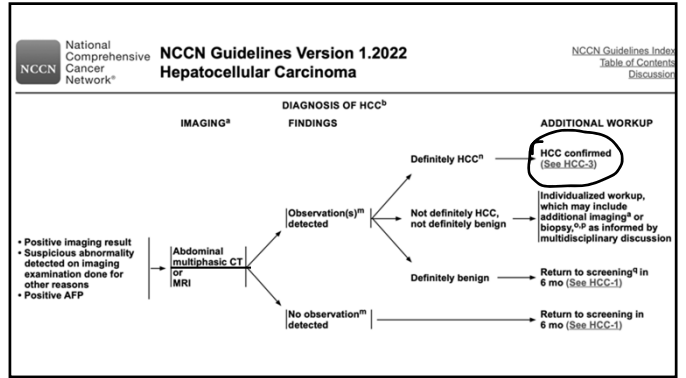 NCCN
National
Comprehensive
Cancer
Network®
NCCN Guidelines Version 1.2022
Hepatocellular Carcinoma
NCCN Guidelines Index
Table of Contents
Discussion
DIAGNOSIS OF HCCᵇ
IMAGINGᵃ
FINDINGS
ADDITIONAL WORKUP
• Positive imaging result
• Suspicious abnormality
detected on imaging
examination done for
other reasons
• Positive AFP
Abdominal
multiphasic CT
or
MRI
Observation(s)ᵐ
detected
Definitely HCCⁿ
HCC confirmed
(See HCC-3)
Not definitely HCC,
not definitely benign
Individualized workup,
which may include
additional imagingᵃ or
biopsy,ᵒ,ᵖ as informed by
multidisciplinary discussion
Definitely benign
Return to screening𐞥 in
6 mo (See HCC-1)
No observationᵐ
detected
Return to screening in
6 mo (See HCC-1)